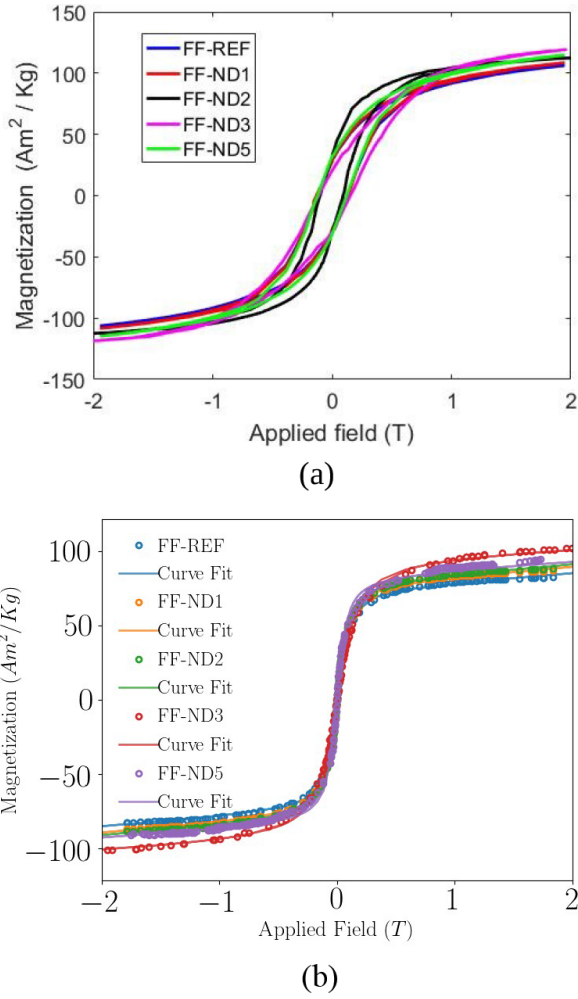 150
100
50
0
-50
-100
-150
-2
-1
0
1
2
Magnetization (Am² / Kg)
Applied field (T)
FF-REF
FF-ND1
FF-ND2
FF-ND3
FF-ND5
(a)
100
50
0
−50
−100
−2
−1
0
1
2
Magnetization (Am²/Kg)
Applied Field (T)
FF-REF
Curve Fit
FF-ND1
Curve Fit
FF-ND2
Curve Fit
FF-ND3
Curve Fit
FF-ND5
Curve Fit
(b)